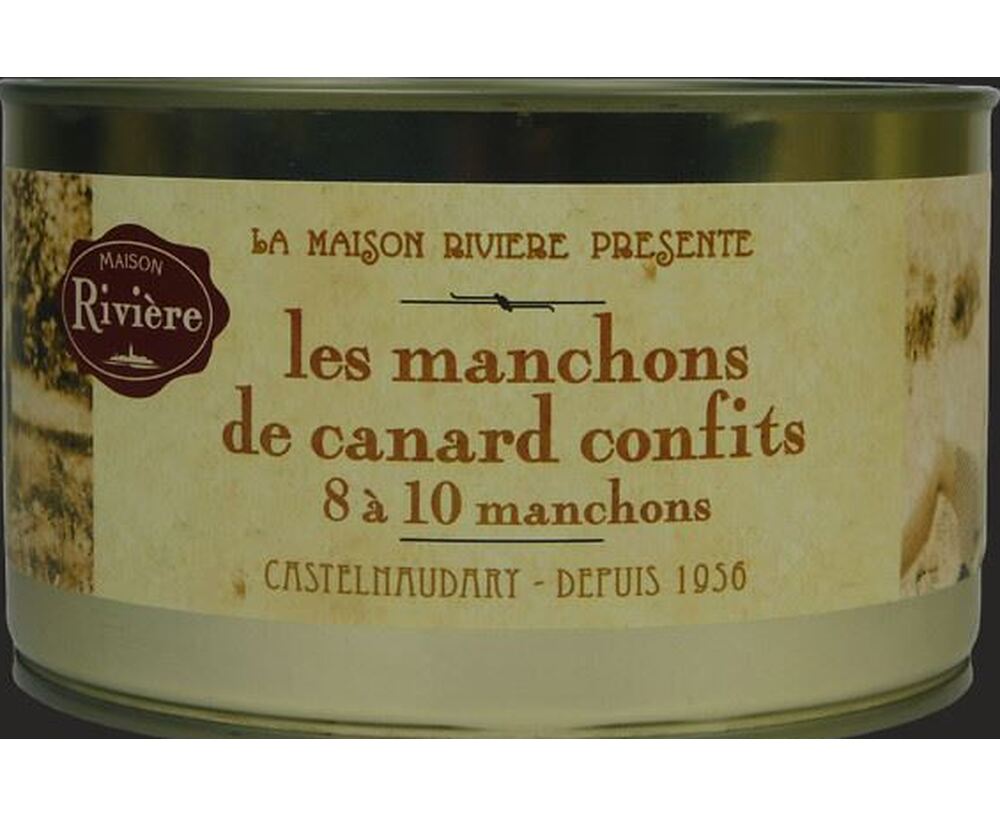 LA MAISON RIVIERE PRESENTE
MAISON
Rivière
les manchons
de canard confits
8 à 10 manchons
CASTELNAUDARY - DEPUIS 1956